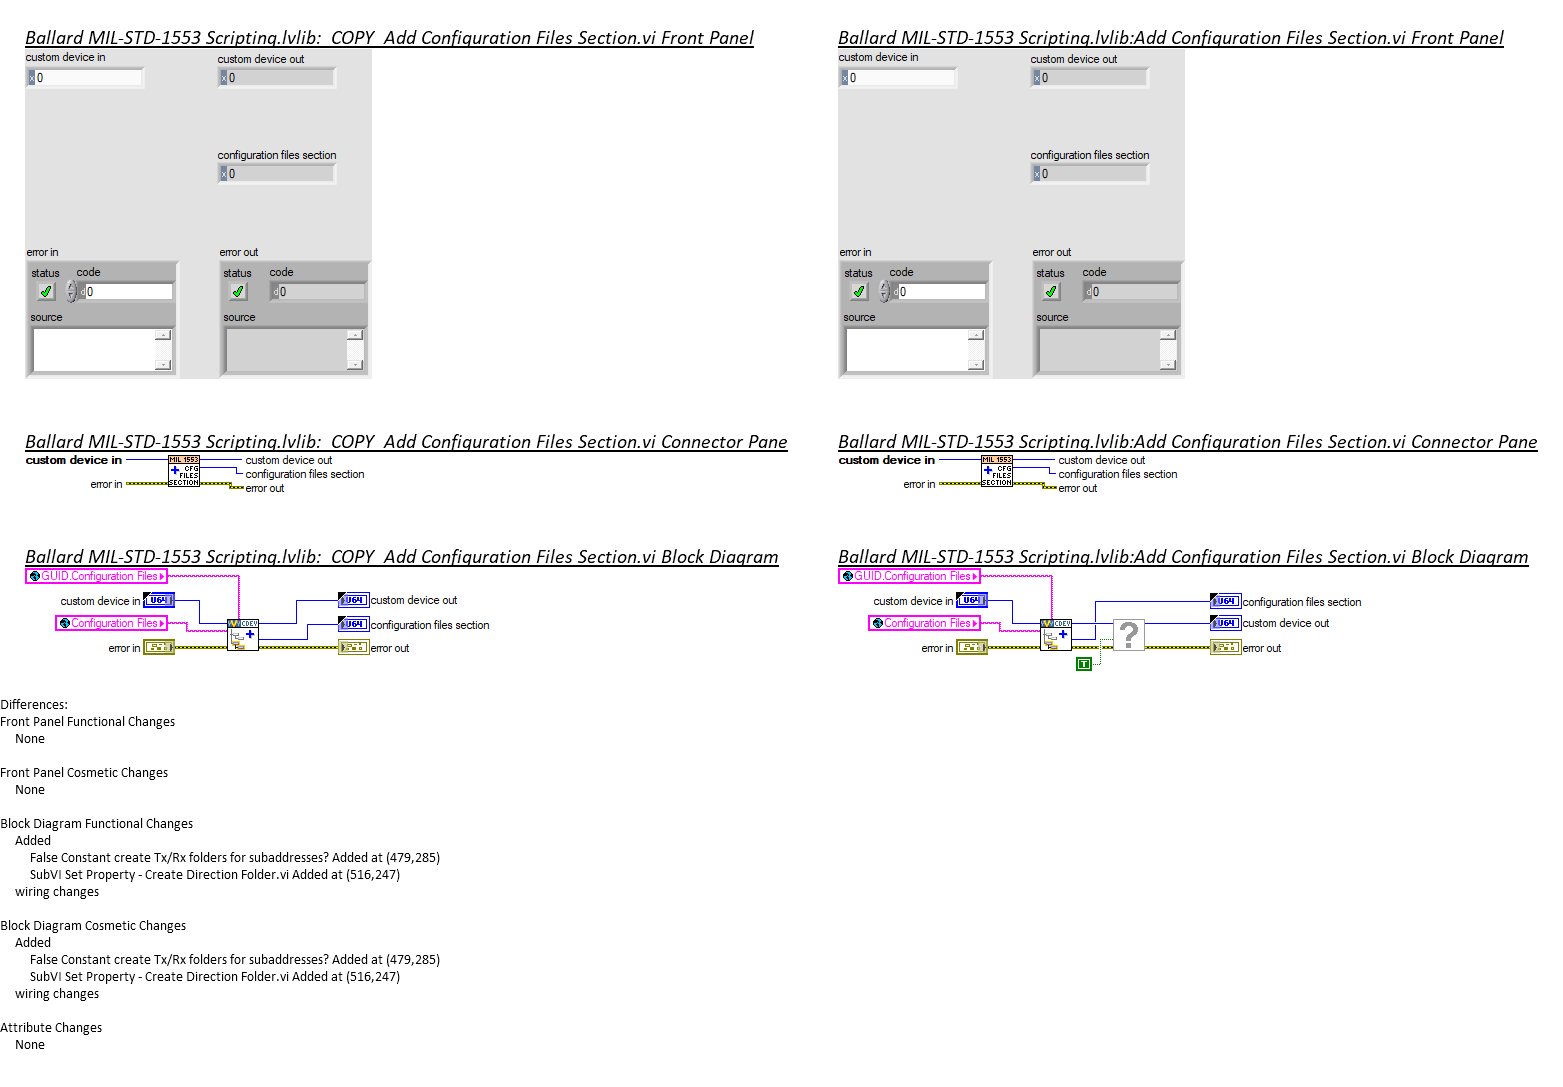 Ballard MIL-STD-1553 Scripting.lvlib:_COPY_Add Configuration Files Section.vi Front Panel
custom device in
custom device out
x 0
x 0
configuration files section
x 0
error in
error out
status code
d 0
status code
d 0
source
source
Ballard MIL-STD-1553 Scripting.lvlib:Add Configuration Files Section.vi Front Panel
custom device in
custom device out
x 0
x 0
configuration files section
x 0
error in
error out
status code
d 0
status code
d 0
source
source
Ballard MIL-STD-1553 Scripting.lvlib:_COPY_Add Configuration Files Section.vi Connector Pane
custom device in
error in
MIL 1553
CFG
FILES
SECTION
custom device out
configuration files section
error out
Ballard MIL-STD-1553 Scripting.lvlib:Add Configuration Files Section.vi Connector Pane
custom device in
error in
MIL 1553
CFG
FILES
SECTION
custom device out
configuration files section
error out
Ballard MIL-STD-1553 Scripting.lvlib:_COPY_Add Configuration Files Section.vi Block Diagram
GUID.Configuration Files
custom device in U64
Configuration Files
error in
CDEV
U64 custom device out
U64 configuration files section
error out
Ballard MIL-STD-1553 Scripting.lvlib:Add Configuration Files Section.vi Block Diagram
GUID.Configuration Files
custom device in U64
Configuration Files
error in
CDEV
?
T
U64 configuration files section
U64 custom device out
error out
Differences:
Front Panel Functional Changes
None
Front Panel Cosmetic Changes
None
Block Diagram Functional Changes
Added
False Constant create Tx/Rx folders for subaddresses? Added at (479,285)
SubVI Set Property - Create Direction Folder.vi Added at (516,247)
wiring changes
Block Diagram Cosmetic Changes
Added
False Constant create Tx/Rx folders for subaddresses? Added at (479,285)
SubVI Set Property - Create Direction Folder.vi Added at (516,247)
wiring changes
Attribute Changes
None